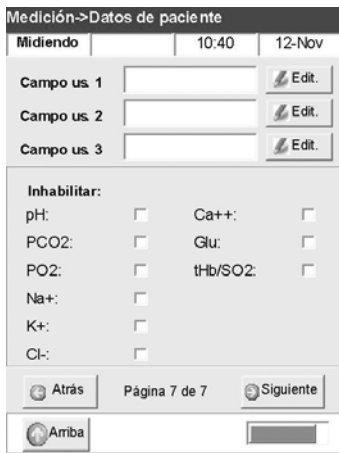 Medición->Datos de paciente
Midiendo 10:40 12-Nov
Campo us. 1 Edit.
Campo us. 2 Edit.
Campo us. 3 Edit.
Inhabilitar:
pH: Ca++:
PCO2: Glu:
PO2: tHb/SO2:
Na+:
K+:
Cl-:
Atrás Página 7 de 7 Siguiente
Arriba